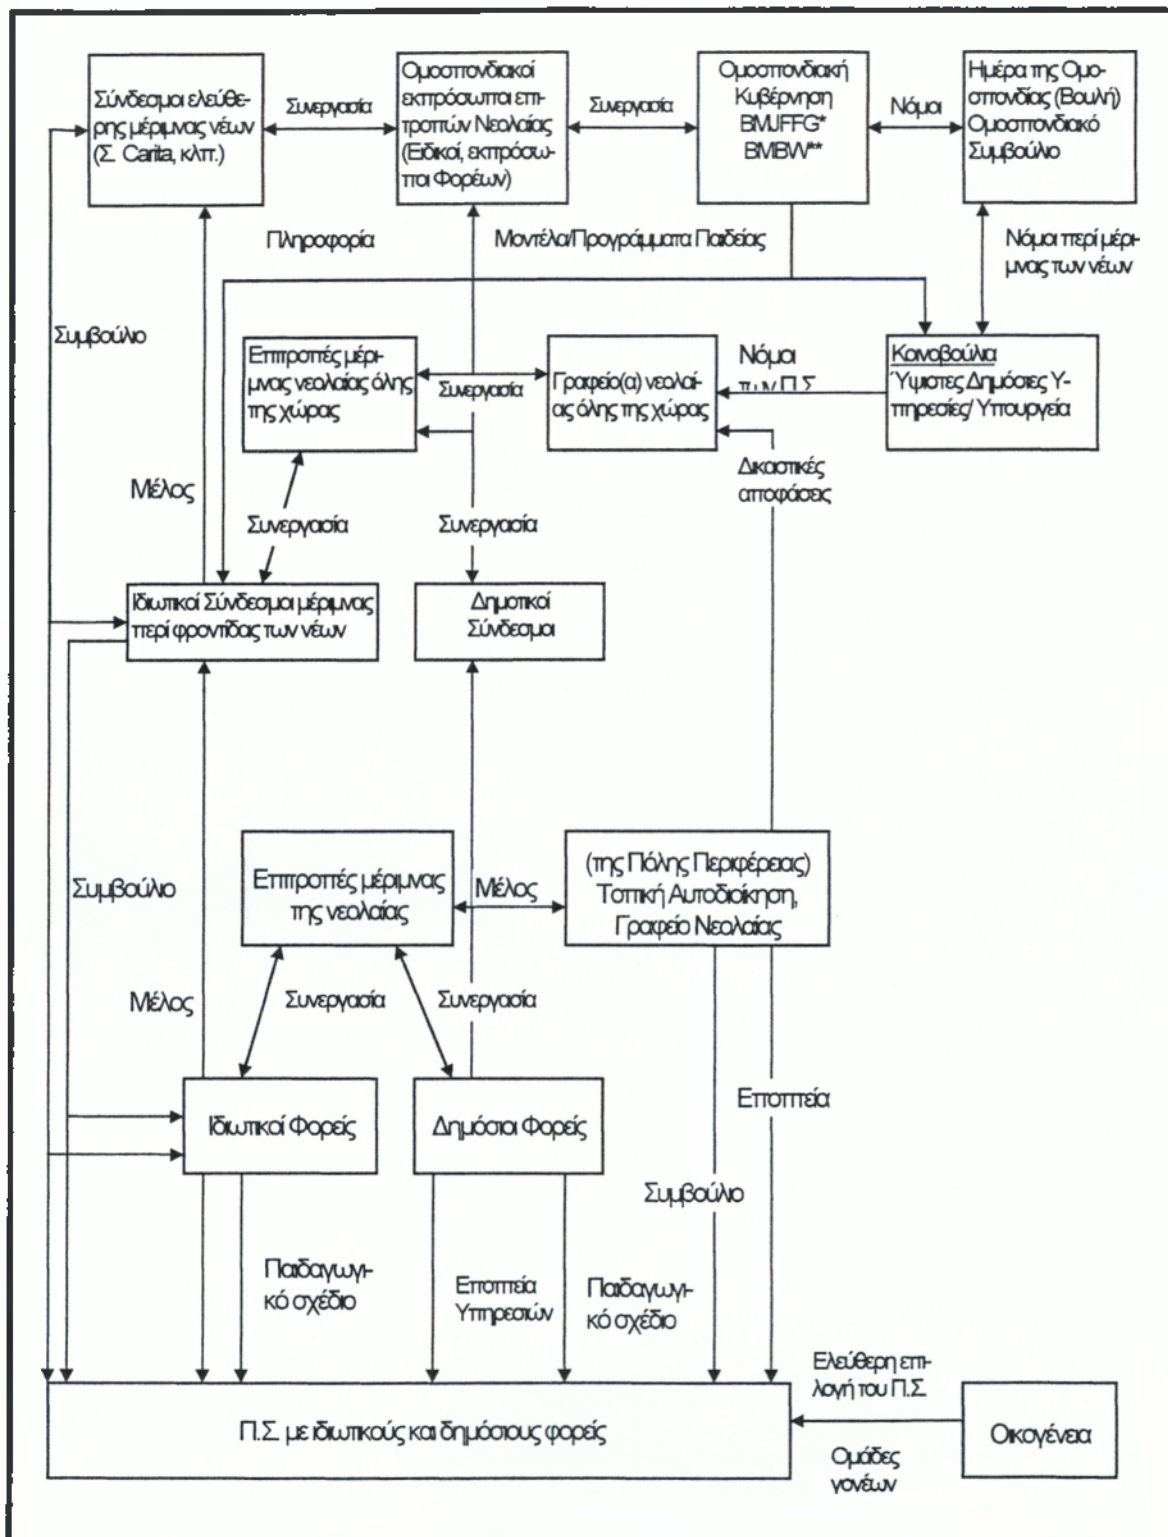 Σύνδεσμοι ελεύθε-
ρης μέριμνας νέων
(Σ. Carita, κλπ.)
Συνεργασία
Ομοσπονδιακοί
εκπρόσωποι επι-
τροπών Νεολαίας
(Ειδικοί, εκπρόσω-
ποι Φορέων)
Συνεργασία
Ομοσπονδιακή
Κυβέρνηση
BMJFFG*
BMBW**
Νόμοι
Ημέρα της Ομο-
σπονδίας (Βουλή)
Ομοσπονδιακό
Συμβούλιο
Πληροφορία
Μοντέλα/Προγράμματα Παιδείας
Νόμοι περί μέρι-
μνας των νέων
Συμβούλιο
Επιτροπές μέρι-
μνας νεολαίας όλης
της χώρας
Συνεργασία
Γραφείο(α) νεολαί-
ας όλης της χώρας
Νόμοι
των Π.Σ.
Κοινοβούλια
Ύψιστες Δημόσιες Υ-
πηρεσίες/ Υπουργεία
Μέλος
Συνεργασία
Συνεργασία
Δικαστικές
αποφάσεις
Ιδιωτικοί Σύνδεσμοι μέριμνας
περί φροντίδας των νέων
Δημοτικοί
Σύνδεσμοι
Συμβούλιο
Επιτροπές μέριμνας
της νεολαίας
Μέλος
(της Πόλης Περιφέρειας)
Τοπική Αυτοδιοίκηση,
Γραφείο Νεολαίας
Μέλος
Συνεργασία
Συνεργασία
Ιδιωτικοί Φορείς
Δημόσιοι Φορείς
Εποπτεία
Συμβούλιο
Παιδαγωγι-
κό σχέδιο
Εποπτεία
Υπηρεσιών
Παιδαγωγι-
κό σχέδιο
Ελεύθερη επι-
λογή του Π.Σ.
Π.Σ. με ιδιωτικούς και δημόσιους φορείς
Οικογένεια
Ομάδες
γονέων